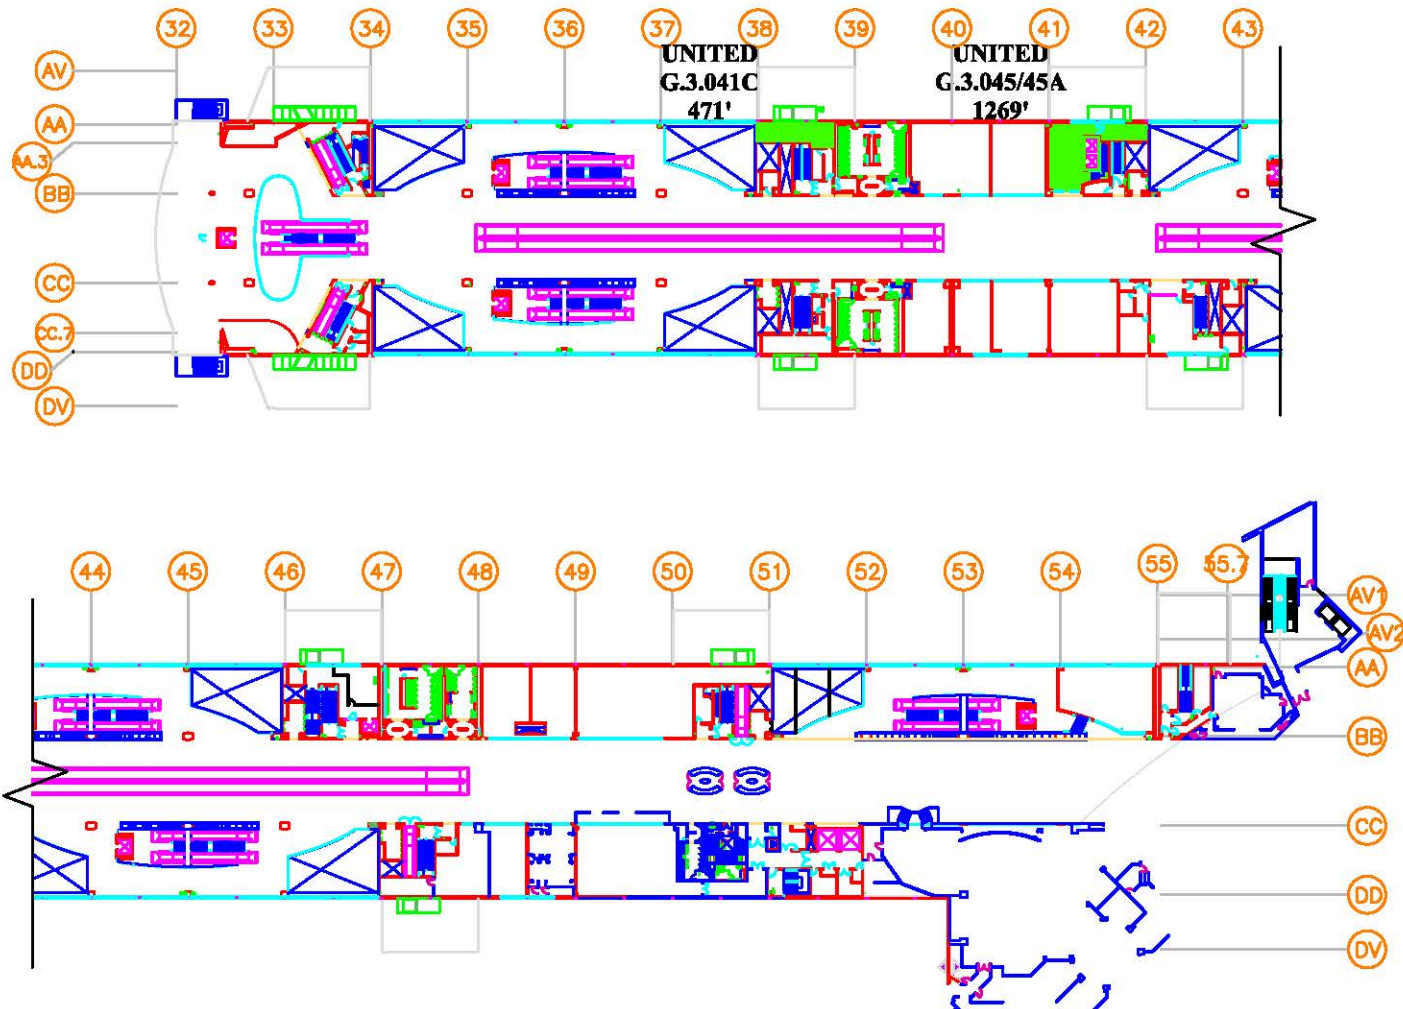 32 33 34 35 36 37 38 39 40 41 42 43
UNITED
G.3.041C
471'
UNITED
G.3.045/45A
1269'
AV
AA
AA.3
BB
CC
CC.7
DD
DV
44 45 46 47 48 49 50 51 52 53 54 55 55.7
AV1
AV2
AA
BB
CC
DD
DV